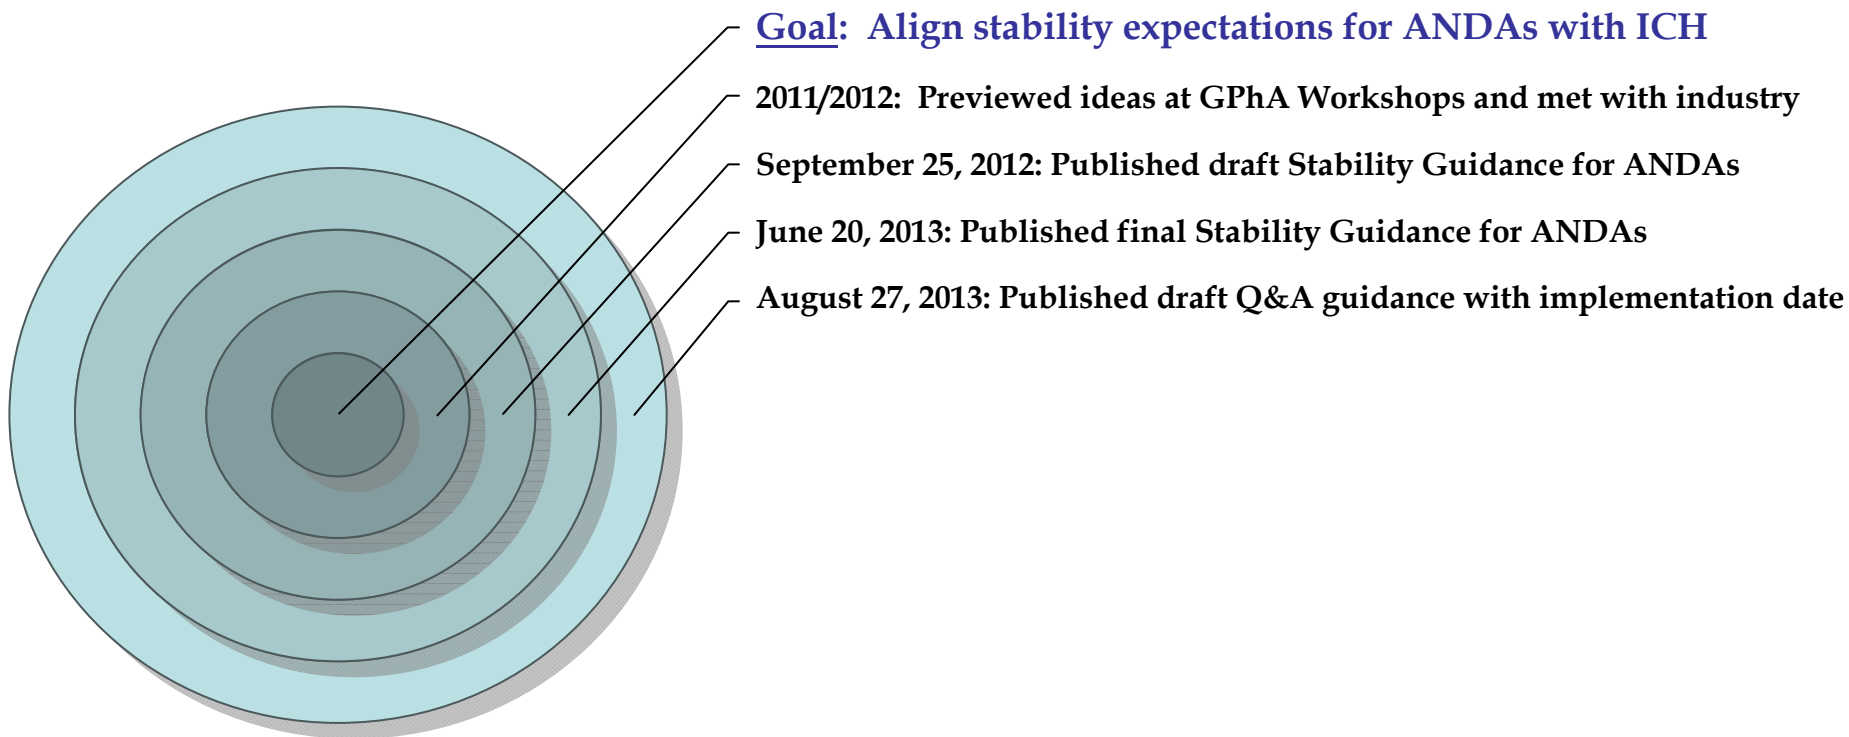 Goal: Align stability expectations for ANDAs with ICH
2011/2012: Previewed ideas at GPhA Workshops and met with industry
September 25, 2012: Published draft Stability Guidance for ANDAs
June 20, 2013: Published final Stability Guidance for ANDAs
August 27, 2013: Published draft Q&A guidance with implementation date